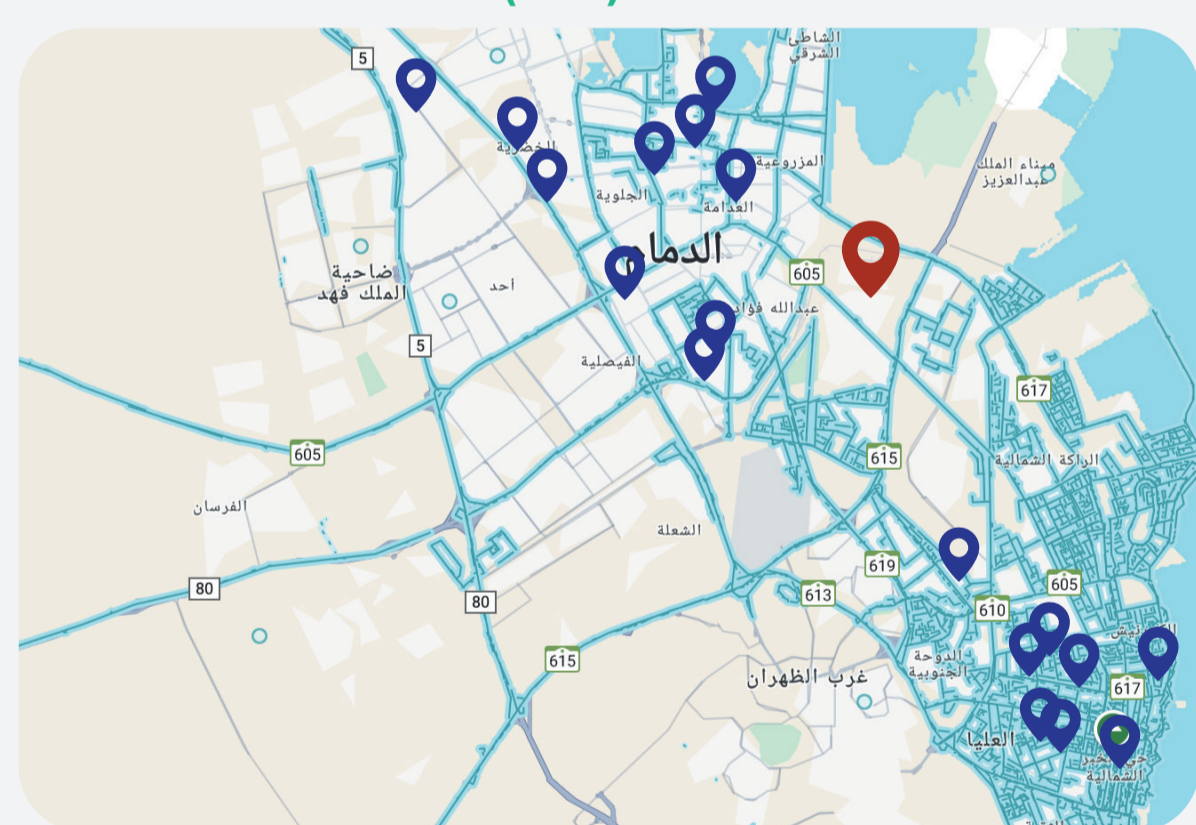 الشاطئ
الشرقي
5
الخضرية
المزروعية
ميناء الملك
عبدالعزيز
الجلوية
العدامة
الدمام
605
ضاحية
الملك فهد
أحد
عبدالله فؤاد
5
الفيصلية
617
605
615
الراكة الشمالية
الفرسان
الشعلة
619
605
80
613
80
610
615
الدوحة
الجنوبية
غرب الظهران
617
العليا
الشمالية